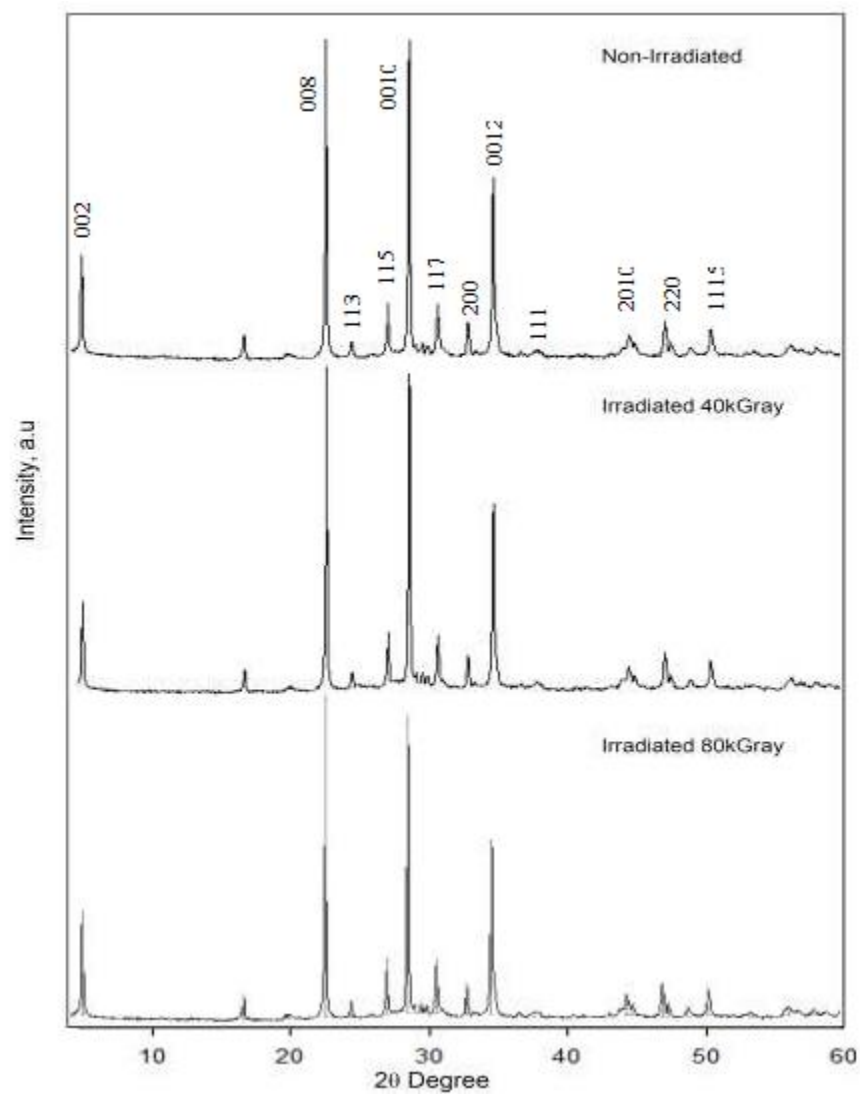 Non-Irradiated
002
008
113
115
0010
117
200
0012
111
2010
220
1115
Irradiated 40kGray
Intensity, a.u
Irradiated 80kGray
10 20 30 40 50 60
2θ Degree